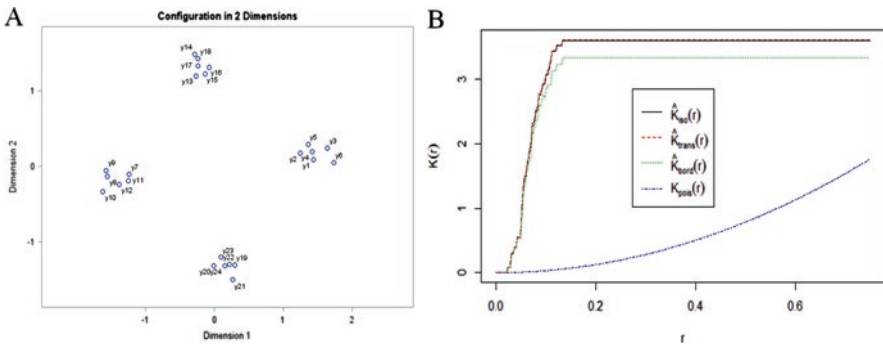 A
Configuration in 2 Dimensions
y14
y18
y17
y16
y13
y15
y5
y3
y2
y4
y1
y6
y9
y7
y8
y11
y12
y10
y23
y22
y19
y20
y24
y21
1
0
-1
Dimension 2
-1
0
1
2
Dimension 1
B
K̂iso(r)
K̂trans(r)
K̂bord(r)
Kpois(r)
3
2
1
0
K(r)
0.0
0.2
0.4
0.6
r